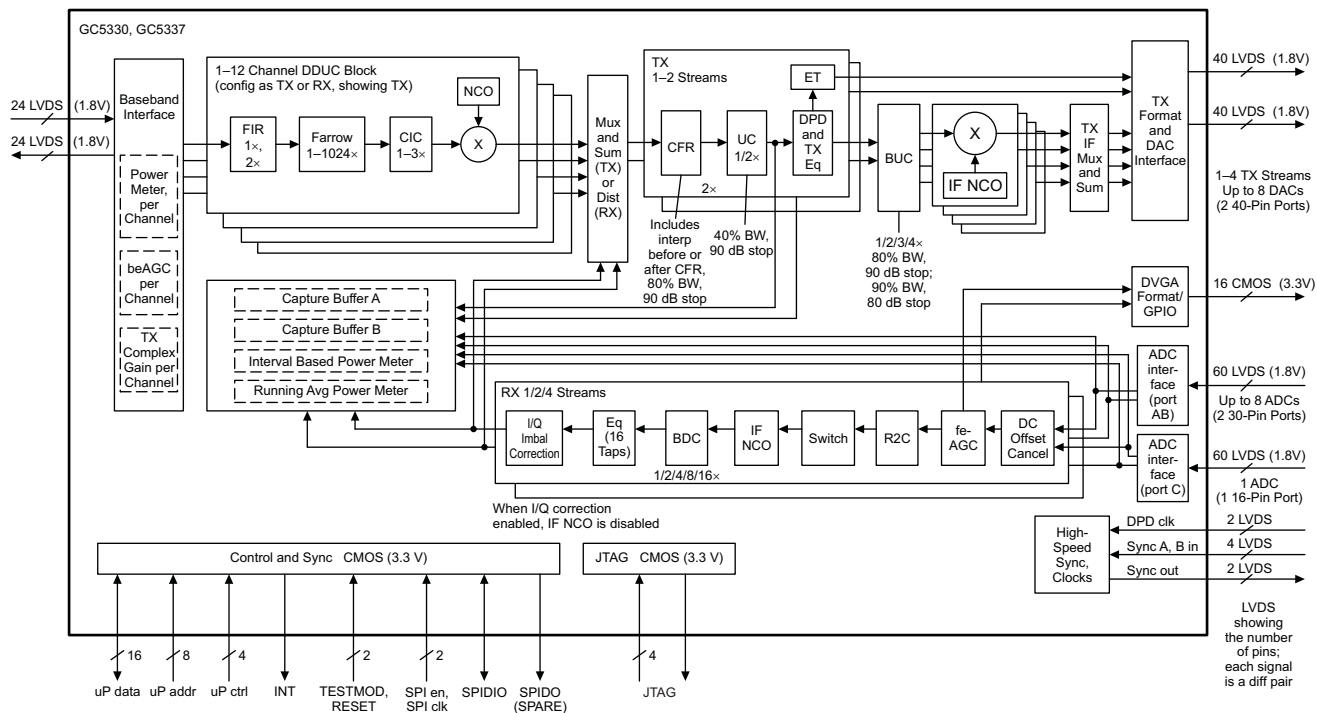 GC5330, GC5337
Baseband
Interface
Power
Meter,
per
Channel
beAGC
per
Channel
TX
Complex
Gain per
Channel
24 LVDS (1.8V)
24 LVDS (1.8V)
1–12 Channel DDUC Block
(config as TX or RX, showing TX)
FIR
1×,
2×
Farrow
1–1024×
CIC
1–3×
NCO
X
Mux
and
Sum
(TX)
or
Dist
(RX)
TX
1–2 Streams
CFR
UC
1/2×
ET
DPD
and
TX
Eq
2×
Includes
interp
before or
after CFR,
80% BW,
90 dB stop
40% BW,
90 dB stop
BUC
1/2/3/4×
80% BW,
90 dB stop;
90% BW,
80 dB stop
X
IF NCO
TX
IF
Mux
and
Sum
TX
Format
and
DAC
Interface
40 LVDS (1.8V)
40 LVDS (1.8V)
1–4 TX Streams
Up to 8 DACs
(2 40-Pin Ports)
Capture Buffer A
Capture Buffer B
Interval Based Power Meter
Running Avg Power Meter
DVGA
Format/
GPIO
16 CMOS (3.3V)
ADC
inter-
face
(port
AB)
60 LVDS (1.8V)
Up to 8 ADCs
(2 30-Pin Ports)
ADC
inter-
face
(port C)
60 LVDS (1.8V)
1 ADC
(1 16-Pin Port)
RX 1/2/4 Streams
I/Q
Imbal
Correction
Eq
(16
Taps)
BDC
IF
NCO
Switch
R2C
fe-
AGC
DC
Offset
Cancel
1/2/4/8/16×
When I/Q correction
enabled, IF NCO is disabled
High-
Speed
Sync,
Clocks
DPD clk
2 LVDS
Sync A, B in
4 LVDS
Sync out
2 LVDS
LVDS
showing
the number
of pins;
each signal
is a diff pair
Control and Sync CMOS (3.3 V)
JTAG CMOS (3.3 V)
16
8
4
2
2
4
uP data
uP addr
uP ctrl
INT
TESTMOD,
RESET
SPI en,
SPI clk
SPIDIO
SPIDO
(SPARE)
JTAG